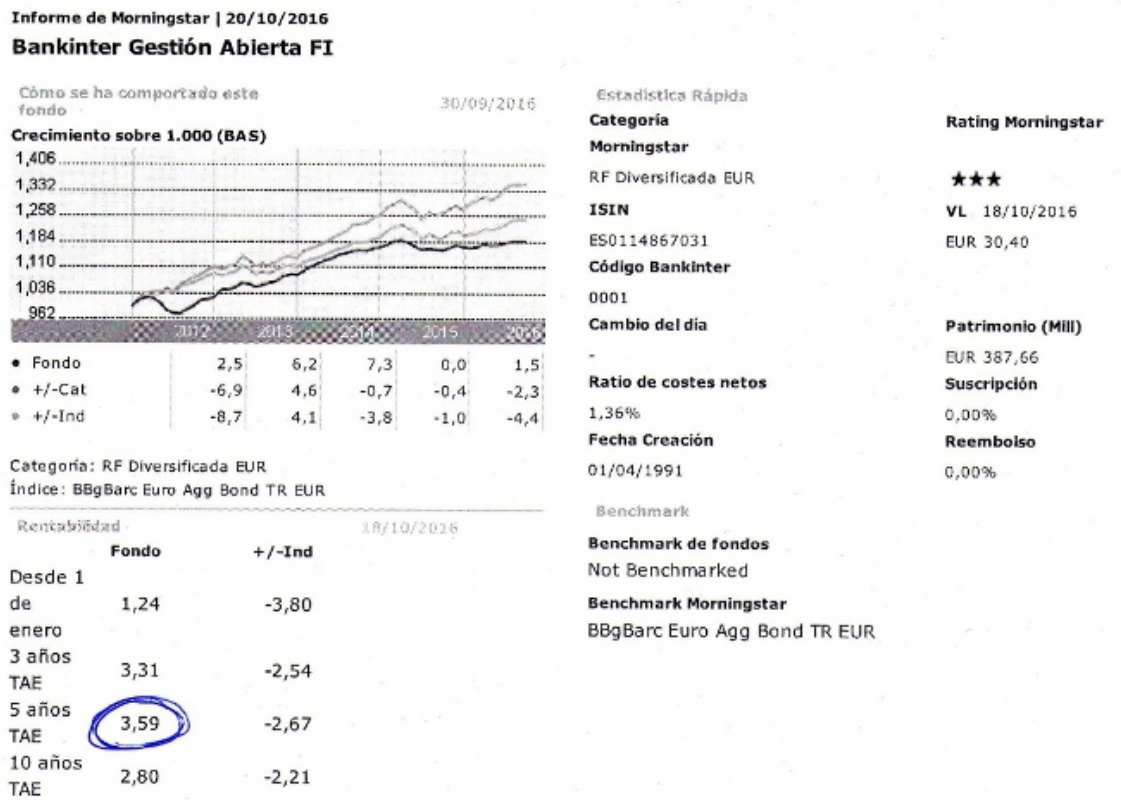 Informe de Morningstar | 20/10/2016
Bankinter Gestión Abierta FI
Cómo se ha comportado este
fondo
30/09/2016
Crecimiento sobre 1.000 (BAS)
1,406
1,332
1,258
1,184
1,110
1,036
962
2012 2013 2014 2015 2016
• Fondo 2,5 6,2 7,3 0,0 1,5
• +/-Cat -6,9 4,6 -0,7 -0,4 -2,3
• +/-Ind -8,7 4,1 -3,8 -1,0 -4,4
Categoría: RF Diversificada EUR
Índice: BBgBarc Euro Agg Bond TR EUR
Rentabilidad 18/10/2016
Fondo +/-Ind
Desde 1
de 1,24 -3,80
enero
3 años
TAE 3,31 -2,54
5 años
TAE 3,59 -2,67
10 años
TAE 2,80 -2,21
Estadística Rápida
Categoría Rating Morningstar
Morningstar
RF Diversificada EUR ★★★
ISIN VL 18/10/2016
ES0114867031 EUR 30,40
Código Bankinter
0001
Cambio del día Patrimonio (Mill)
- EUR 387,66
Ratio de costes netos Suscripción
1,36% 0,00%
Fecha Creación Reembolso
01/04/1991 0,00%
Benchmark
Benchmark de fondos
Not Benchmarked
Benchmark Morningstar
BBgBarc Euro Agg Bond TR EUR